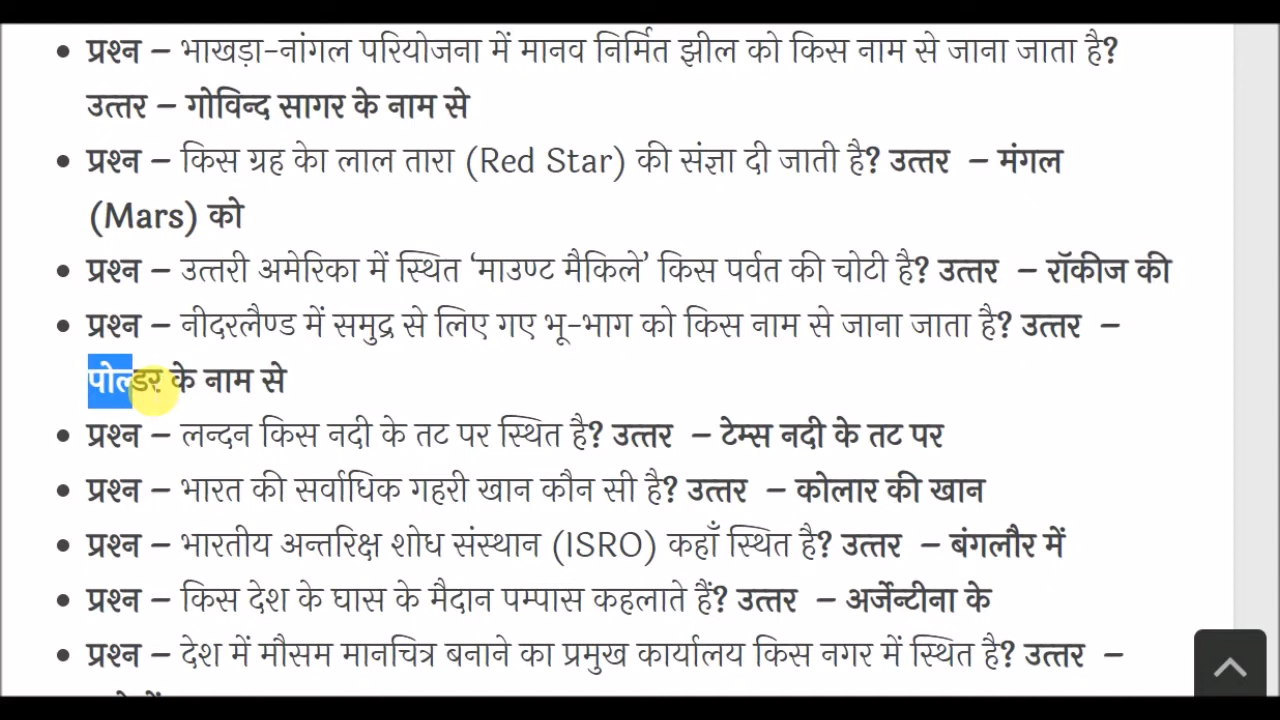 • प्रश्न – भाखड़ा-नांगल परियोजना में मानव निर्मित झील को किस नाम से जाना जाता है?
उत्तर – गोविन्द सागर के नाम से
• प्रश्न – किस ग्रह केा लाल तारा (Red Star) की संज्ञा दी जाती है? उत्तर – मंगल
(Mars) को
• प्रश्न – उत्तरी अमेरिका में स्थित ‘माउण्ट मैकिले’ किस पर्वत की चोटी है? उत्तर – रॉकीज की
• प्रश्न – नीदरलैण्ड में समुद्र से लिए गए भू-भाग को किस नाम से जाना जाता है? उत्तर –
पोल्डर के नाम से
• प्रश्न – लन्दन किस नदी के तट पर स्थित है? उत्तर – टेम्स नदी के तट पर
• प्रश्न – भारत की सर्वाधिक गहरी खान कौन सी है? उत्तर – कोलार की खान
• प्रश्न – भारतीय अन्तरिक्ष शोध संस्थान (ISRO) कहाँ स्थित है? उत्तर – बंगलौर में
• प्रश्न – किस देश के घास के मैदान पम्पास कहलाते हैं? उत्तर – अर्जेन्टीना के
• प्रश्न – देश में मौसम मानचित्र बनाने का प्रमुख कार्यालय किस नगर में स्थित है? उत्तर –